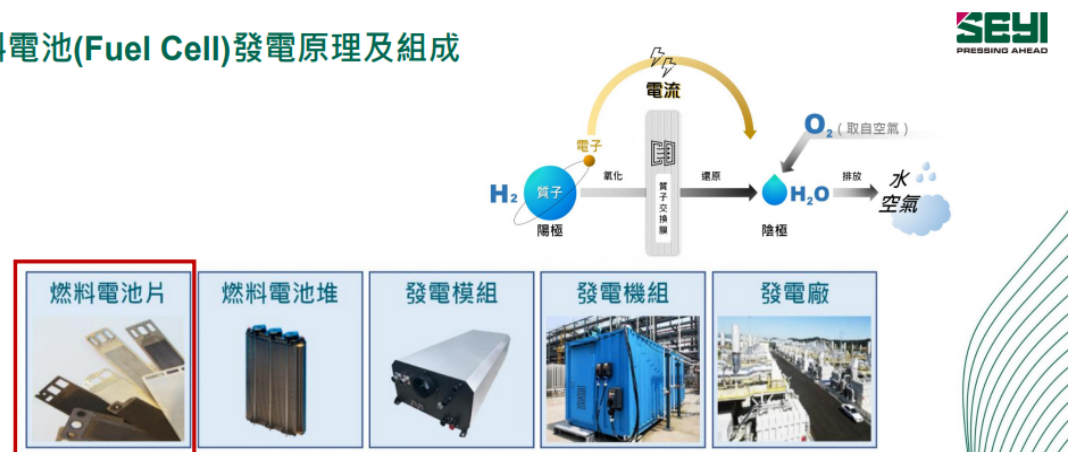 料電池(Fuel Cell)發電原理及組成
SEYI
PRESSING AHEAD
電流
電子
H₂
質子
陽極
氧化
質子交換膜
還原
O₂(取自空氣)
H₂O
陰極
排放
水
空氣
燃料電池片
燃料電池堆
發電模組
發電機組
發電廠